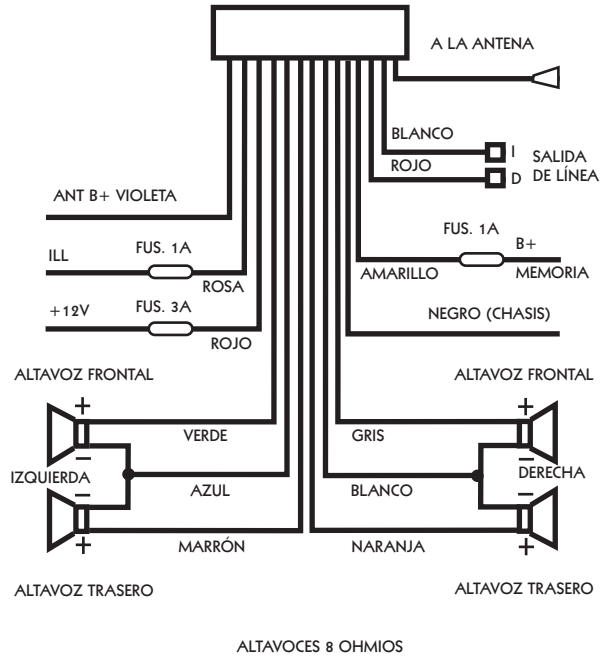 A LA ANTENA
BLANCO
I
SALIDA
DE LÍNEA
ROJO
D
ANT B+ VIOLETA
FUS. 1A
B+
AMARILLO
MEMORIA
ILL
FUS. 1A
ROSA
+12V
FUS. 3A
ROJO
NEGRO (CHASIS)
ALTAVOZ FRONTAL
ALTAVOZ FRONTAL
+
+
VERDE
GRIS
−
−
IZQUIERDA
DERECHA
AZUL
BLANCO
−
−
MARRÓN
NARANJA
+
+
ALTAVOZ TRASERO
ALTAVOZ TRASERO
ALTAVOCES 8 OHMIOS